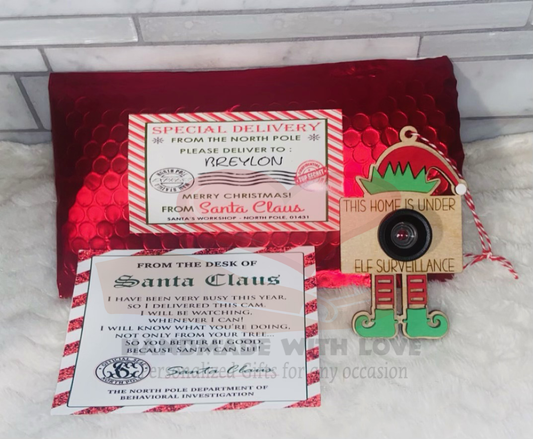 SPECIAL DELIVERY
FROM THE NORTH POLE
PLEASE DELIVER TO :
BREYLON
TOP SECRET
MERRY CHRISTMAS!
FROM Santa Claus
SANTA'S WORKSHOP - NORTH POLE, 01431
THIS HOME IS UNDER
ELF SURVEILLANCE
FROM THE DESK OF
Santa Claus
I HAVE BEEN VERY BUSY THIS YEAR,
SO I DELIVERED THIS CAM.
I WILL BE WATCHING,
WHENEVER I CAN!
I WILL KNOW WHAT YOU'RE DOING,
NOT ONLY FROM YOUR TREE...
SO YOU BETTER BE GOOD,
BECAUSE SANTA CAN SEE!
Santa Claus
THE NORTH POLE DEPARTMENT OF
BEHAVIORAL INVESTIGATION
WITH LOVE
Personalized Gifts for any occasion